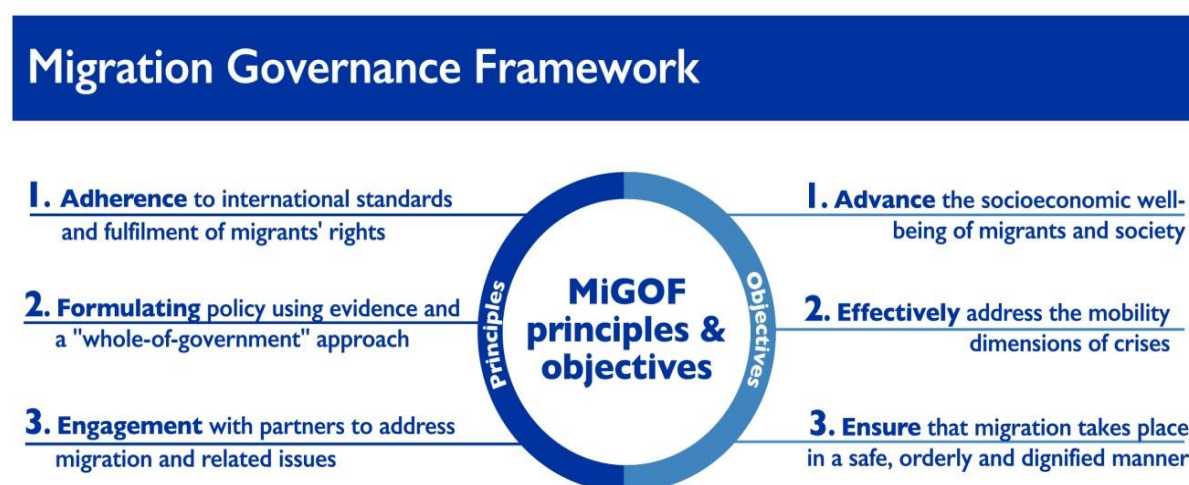 Migration Governance Framework
1. Adherence to international standards
and fulfilment of migrants' rights
2. Formulating policy using evidence and
a "whole-of-government" approach
3. Engagement with partners to address
migration and related issues
Principles
MiGOF
principles &
objectives
Objectives
1. Advance the socioeconomic well-
being of migrants and society
2. Effectively address the mobility
dimensions of crises
3. Ensure that migration takes place
in a safe, orderly and dignified manner